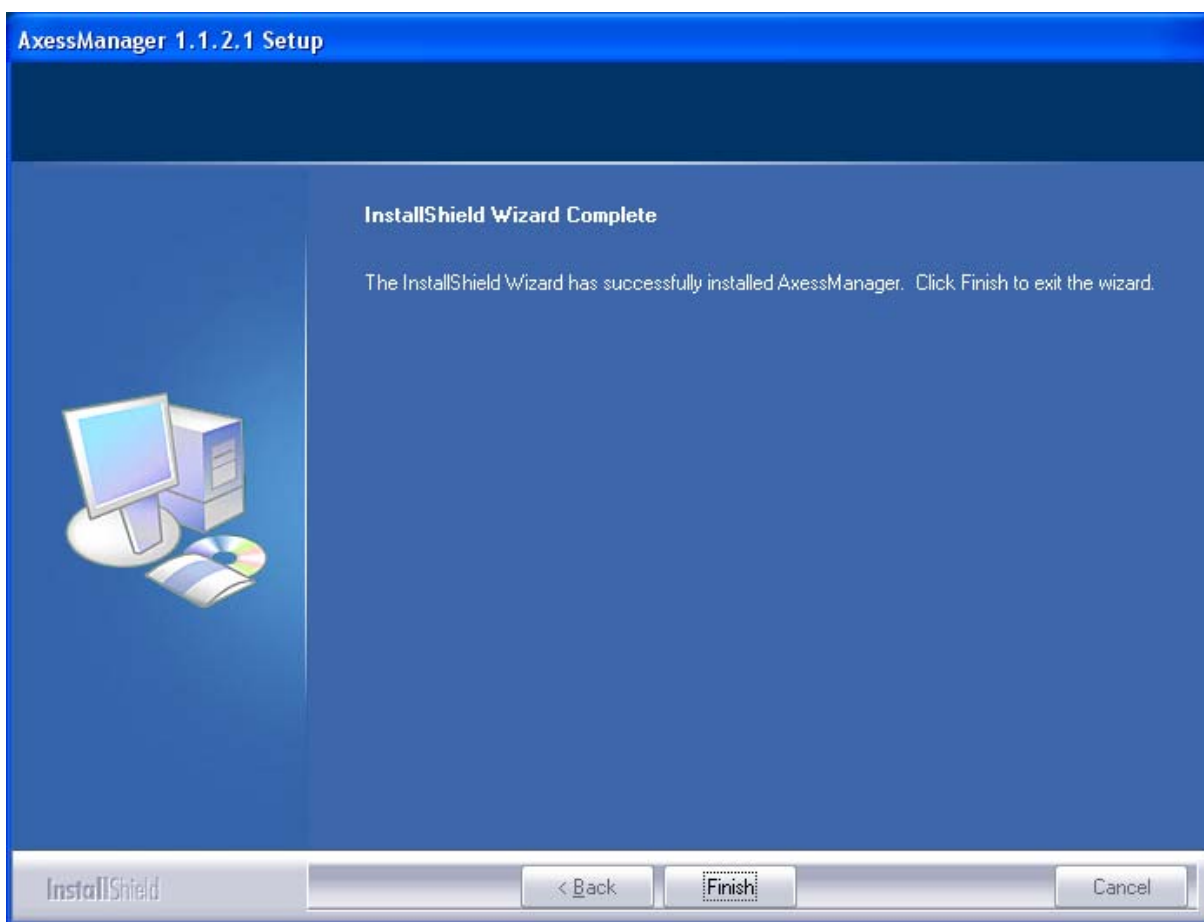 AxessManager 1.1.2.1 Setup
InstallShield Wizard Complete
The InstallShield Wizard has successfully installed AxessManager. Click Finish to exit the wizard.
InstallShield
< Back
Finish
Cancel